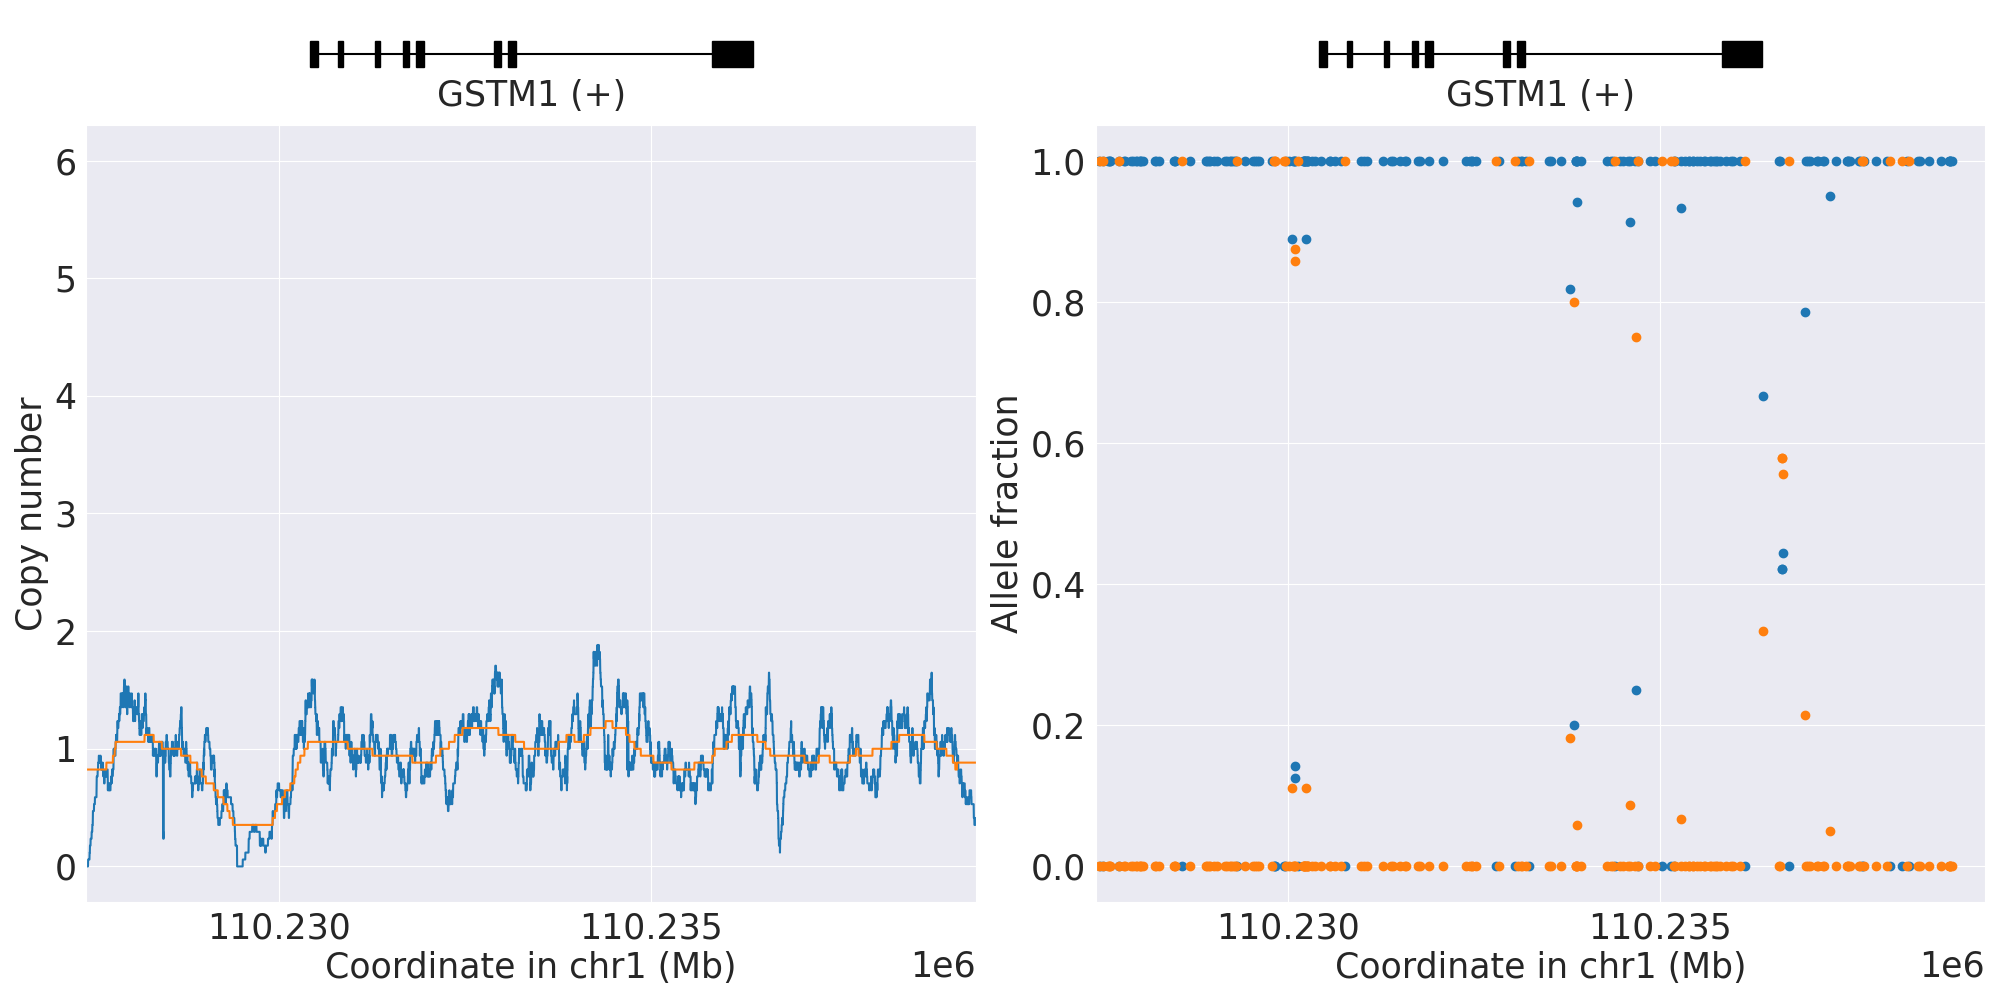 GSTM1 (+)
6
5
4
3
2
1
0
Copy number
110.230
110.235
Coordinate in chr1 (Mb)
1e6
GSTM1 (+)
1.0
0.8
0.6
0.4
0.2
0.0
Allele fraction
110.230
110.235
Coordinate in chr1 (Mb)
1e6